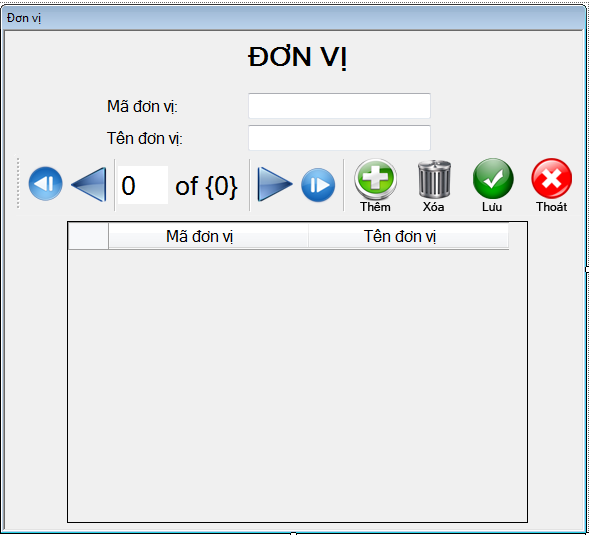 Đơn vị
ĐƠN VỊ
Mã đơn vị:
Tên đơn vị:
0 of {0}
Thêm Xóa Lưu Thoát
Mã đơn vị Tên đơn vị